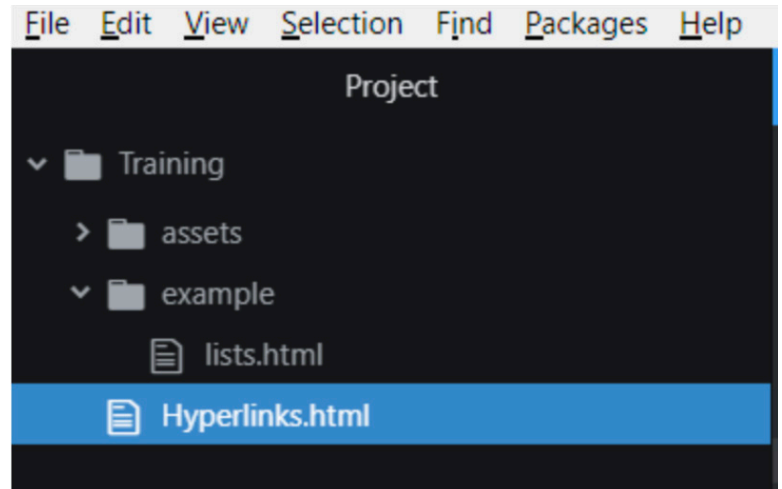 File Edit View Selection Find Packages Help
Project
Training
assets
example
lists.html
Hyperlinks.html